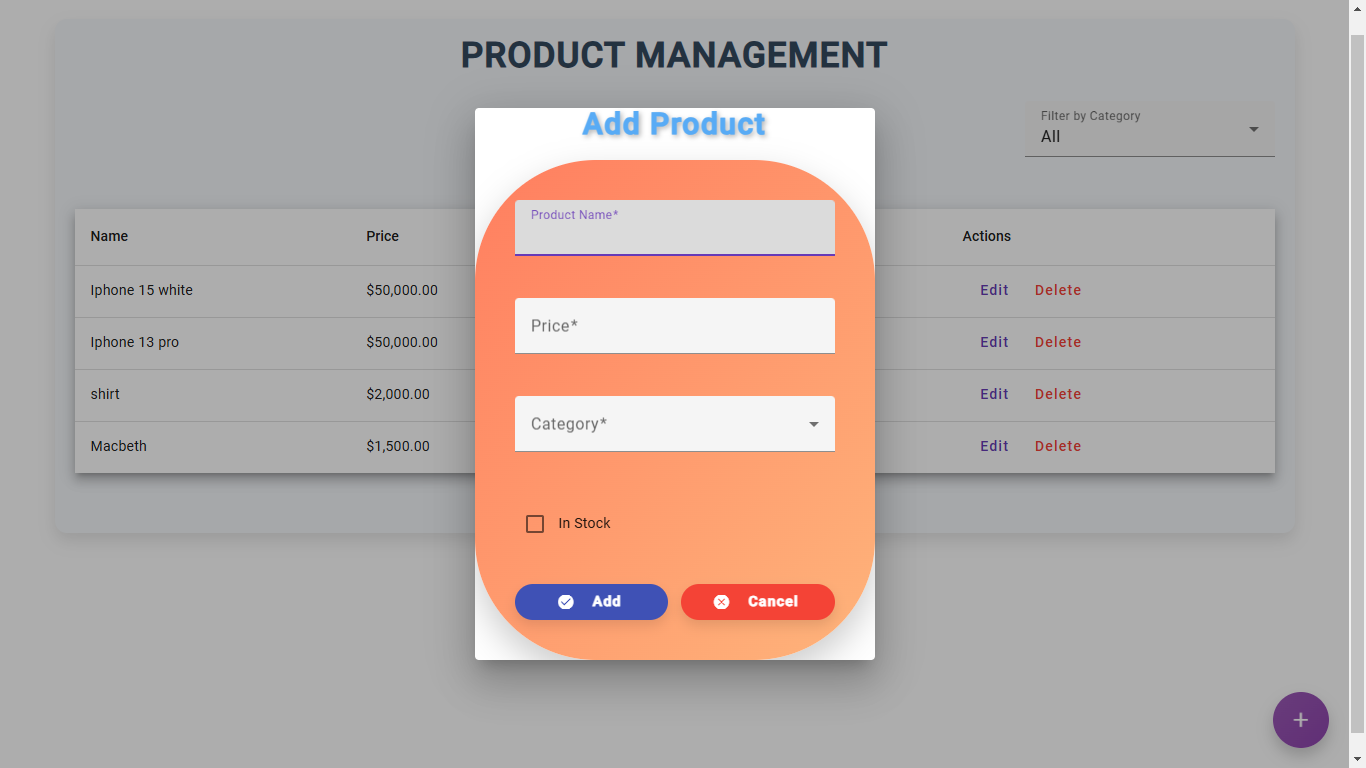 PRODUCT MANAGEMENT
Add Product
Filter by Category
All
Product Name*
Name Price Actions
Iphone 15 white $50,000.00 Edit Delete
Price*
Iphone 13 pro $50,000.00 Edit Delete
shirt $2,000.00 Edit Delete
Category*
Macbeth $1,500.00 Edit Delete
In Stock
Add Cancel
+